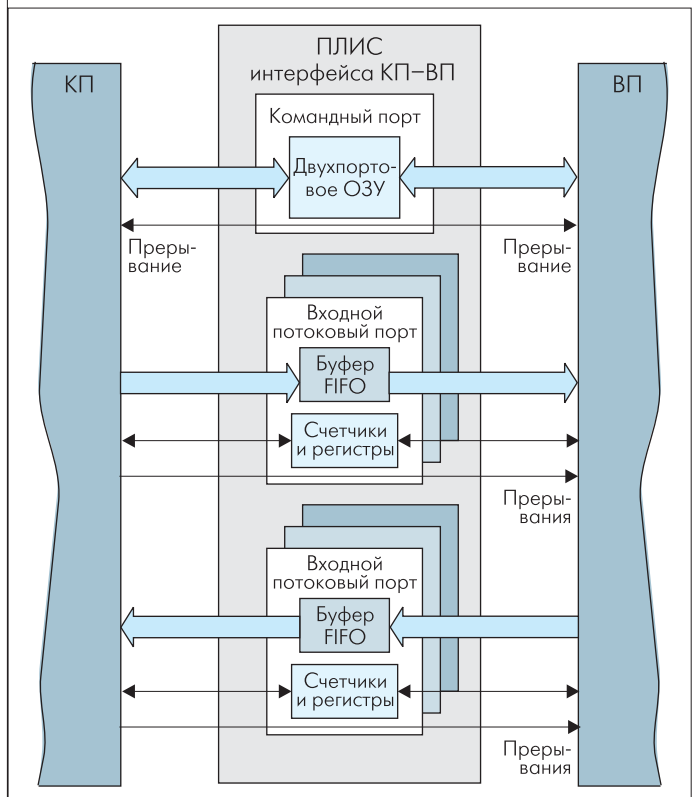 ПЛИС
интерфейса КП–ВП
КП
ВП
Командный порт
Двухпорто-
вое ОЗУ
Преры-
вание
Преры-
вание
Входной
потоковый порт
Буфер
FIFO
Счетчики
и регистры
Преры-
вания
Входной
потоковый порт
Буфер
FIFO
Счетчики
и регистры
Преры-
вания